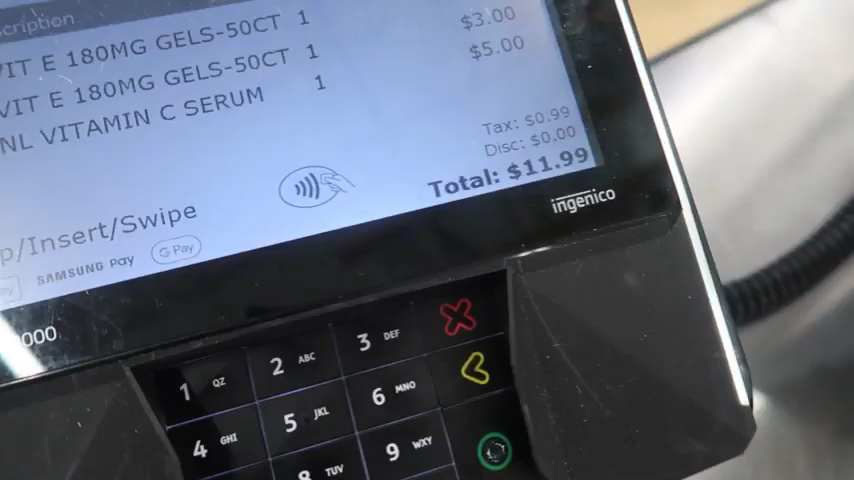 scription
VIT E 180MG GELS-50CT 1 $3.00
VIT E 180MG GELS-50CT 1 $5.00
NL VITAMIN C SERUM 1
Tax: $0.99
Disc: $0.00
Total: $11.99
p/Insert/Swipe
ay SAMSUNG Pay G Pay
ingenico
000
1 QZ 2 ABC 3 DEF
4 GHI 5 JKL 6 MNO
8 TUV 9 WXY